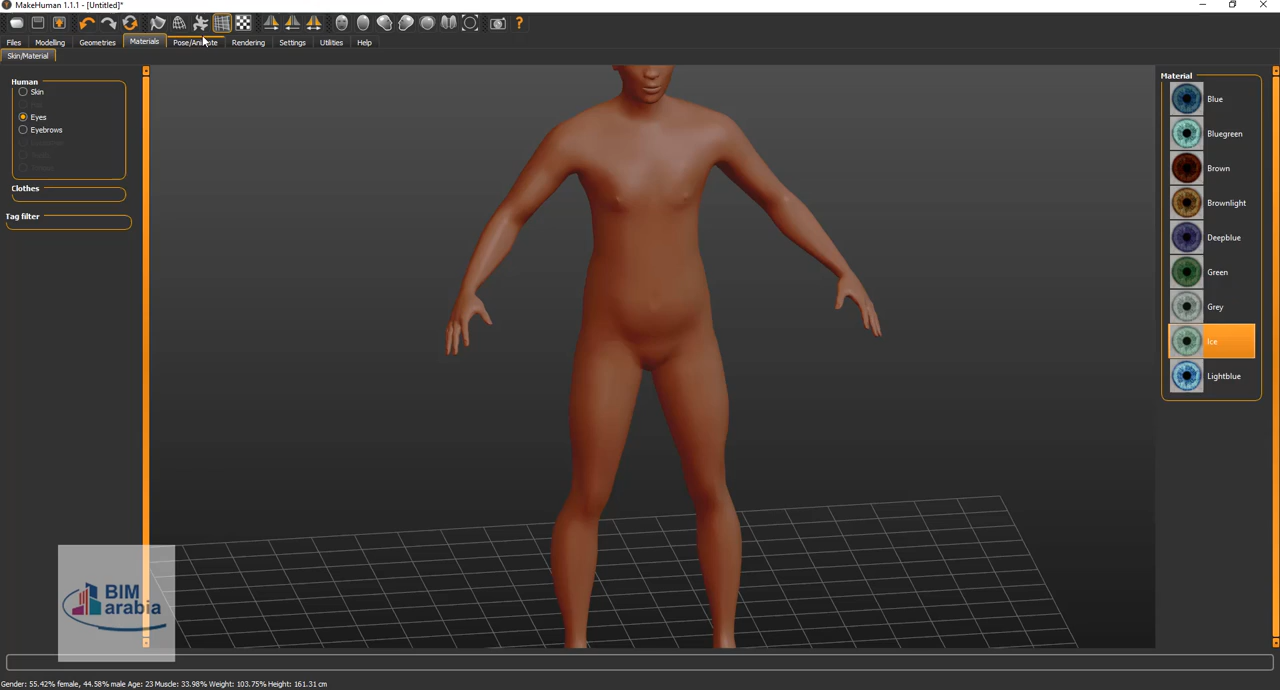 MakeHuman 1.1.1 - [Untitled]*
Files Modelling Geometries Materials Pose/Animate Rendering Settings Utilities Help
Skin/Material
Human
Skin
Eyes
Eyebrows
Clothes
Tag filter
Material
Blue
Bluegreen
Brown
Brownlight
Deepblue
Green
Grey
Ice
Lightblue
BIM
arabia
Gender: 55.42% female, 44.58% male Age: 23 Muscle: 33.98% Weight: 103.75% Height: 161.31 cm